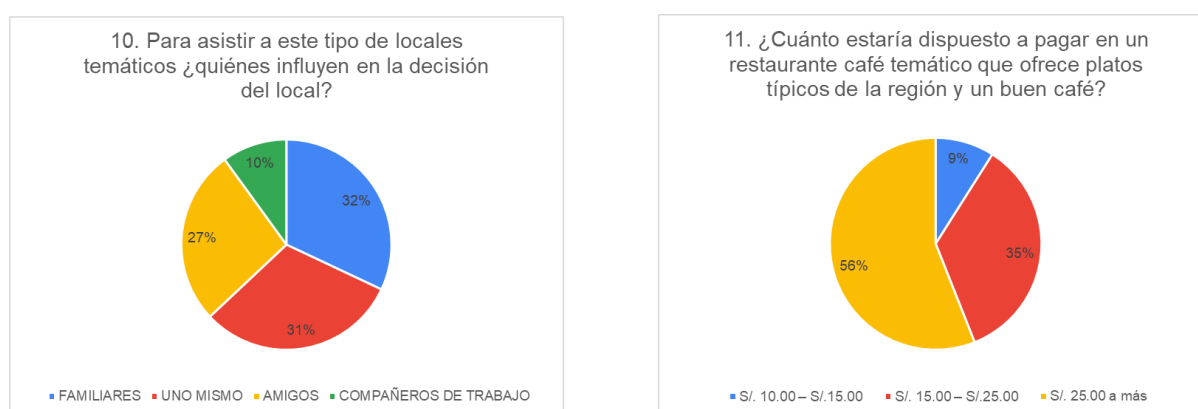 10. Para asistir a este tipo de locales
temáticos ¿quiénes influyen en la decisión
del local?
10%
32%
27%
31%
FAMILIARES UNO MISMO AMIGOS COMPAÑEROS DE TRABAJO
11. ¿Cuánto estaría dispuesto a pagar en un
restaurante café temático que ofrece platos
típicos de la región y un buen café?
9%
35%
56%
S/. 10.00 – S/.15.00 S/. 15.00 – S/.25.00 S/. 25.00 a más